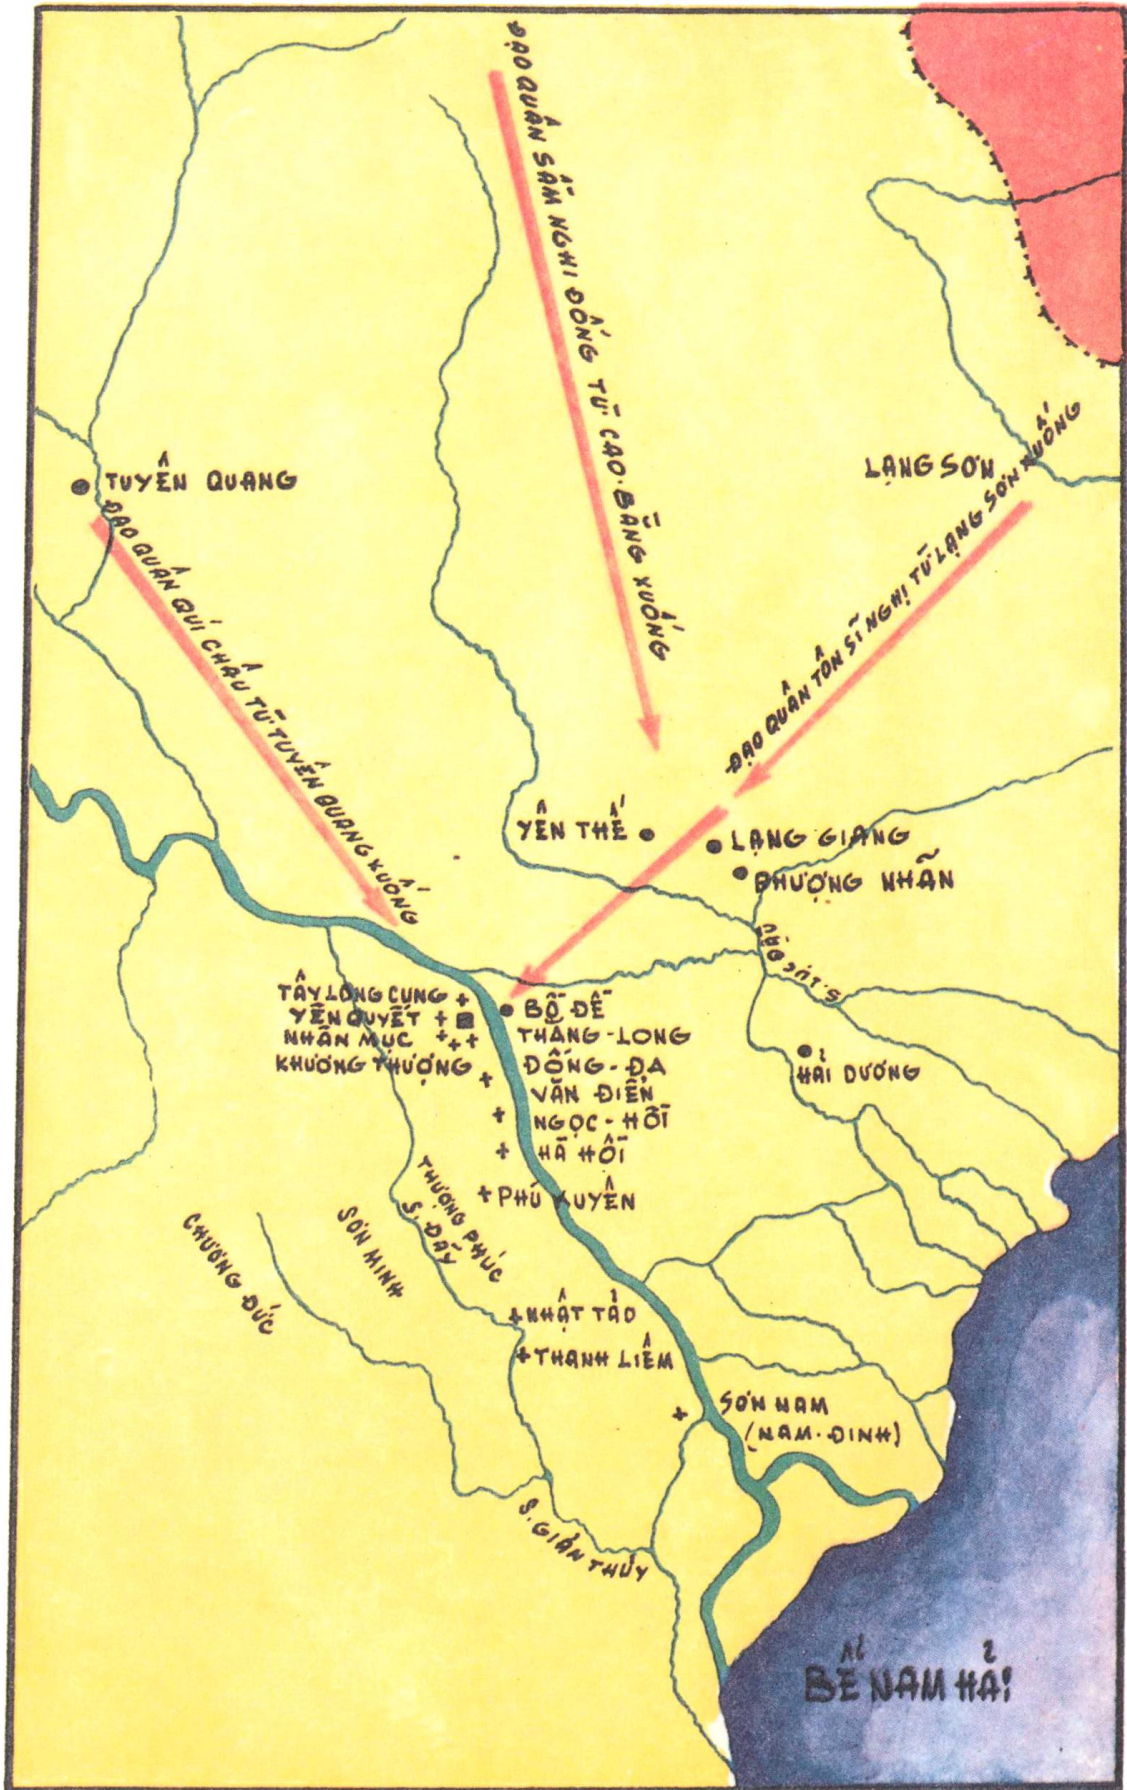 ĐẠO QUÂN SẦM NGHI ĐỐNG TỪ CAO-BẰNG XUỐNG
TUYÊN QUANG
LẠNG SƠN
ĐẠO QUÂN QUÍ CHÂU TỪ TUYÊN QUANG XUỐNG
ĐẠO QUÂN TÔN SĨ NGHỊ TỪ LẠNG SƠN XUỐNG
YÊN THẾ
LẠNG GIANG
PHƯỢNG NHÃN
TÂY LONG CUNG
YÊN QUYẾT
NHÂN MỤC
KHƯƠNG THƯỢNG
BỒ ĐỀ
THĂNG-LONG
ĐỐNG-ĐA
VĂN ĐIỂN
NGỌC-HỒI
HÀ HỒI
PHÚ XUYÊN
S. LỤC ĐẦU
HẢI DƯƠNG
THƯỢNG PHÚC
S. ĐÁY
SƠN MINH
CHƯƠNG ĐỨC
NHẬT TẢO
THANH LIÊM
SƠN NAM
(NAM-ĐINH)
S. GIÁN THỦY
BỂ NAM HẢI